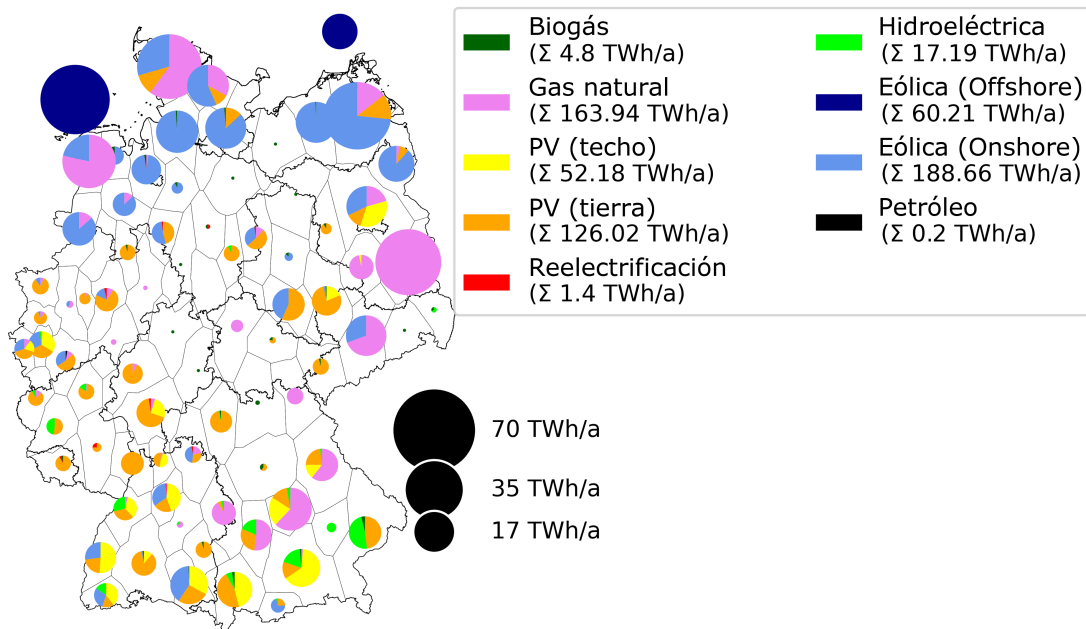 Biogás
(Σ 4.8 TWh/a)
Gas natural
(Σ 163.94 TWh/a)
PV (techo)
(Σ 52.18 TWh/a)
PV (tierra)
(Σ 126.02 TWh/a)
Reelectrificación
(Σ 1.4 TWh/a)
Hidroeléctrica
(Σ 17.19 TWh/a)
Eólica (Offshore)
(Σ 60.21 TWh/a)
Eólica (Onshore)
(Σ 188.66 TWh/a)
Petróleo
(Σ 0.2 TWh/a)
70 TWh/a
35 TWh/a
17 TWh/a